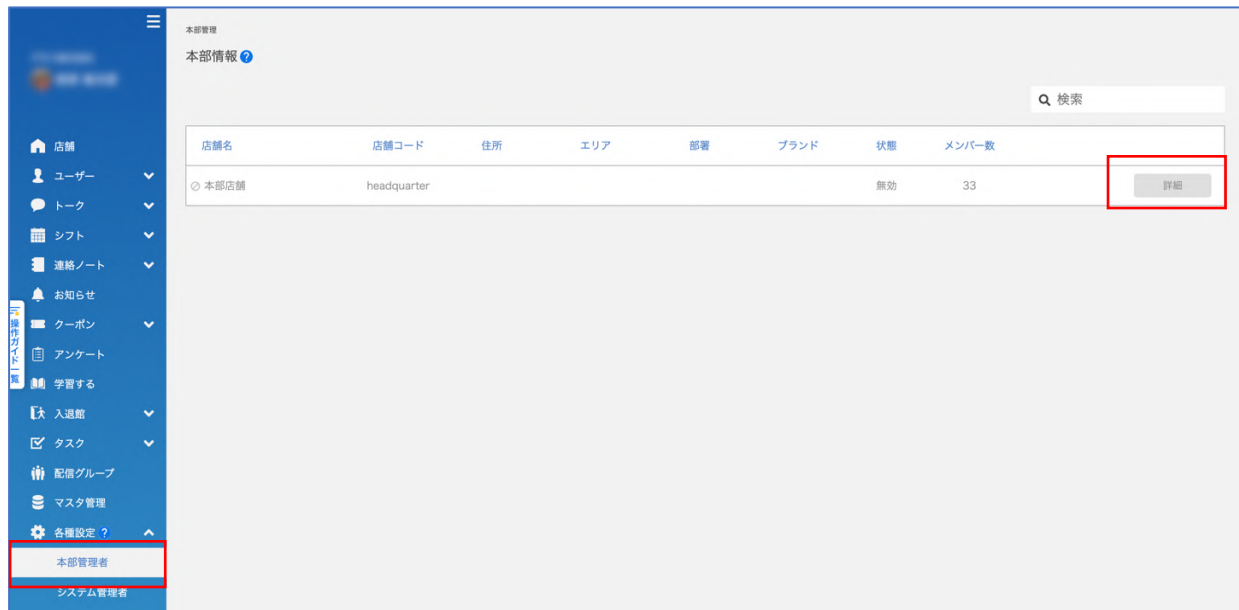 店舗
ユーザー
トーク
シフト
連絡ノート
お知らせ
クーポン
アンケート
学習する
入退館
タスク
配信グループ
マスタ管理
各種設定 ?
本部管理者
システム管理者
操作ガイド一覧
本部管理
本部情報 ?
検索
店舗名 店舗コード 住所 エリア 部署 ブランド 状態 メンバー数
本部店舗 headquarter 無効 33 詳細